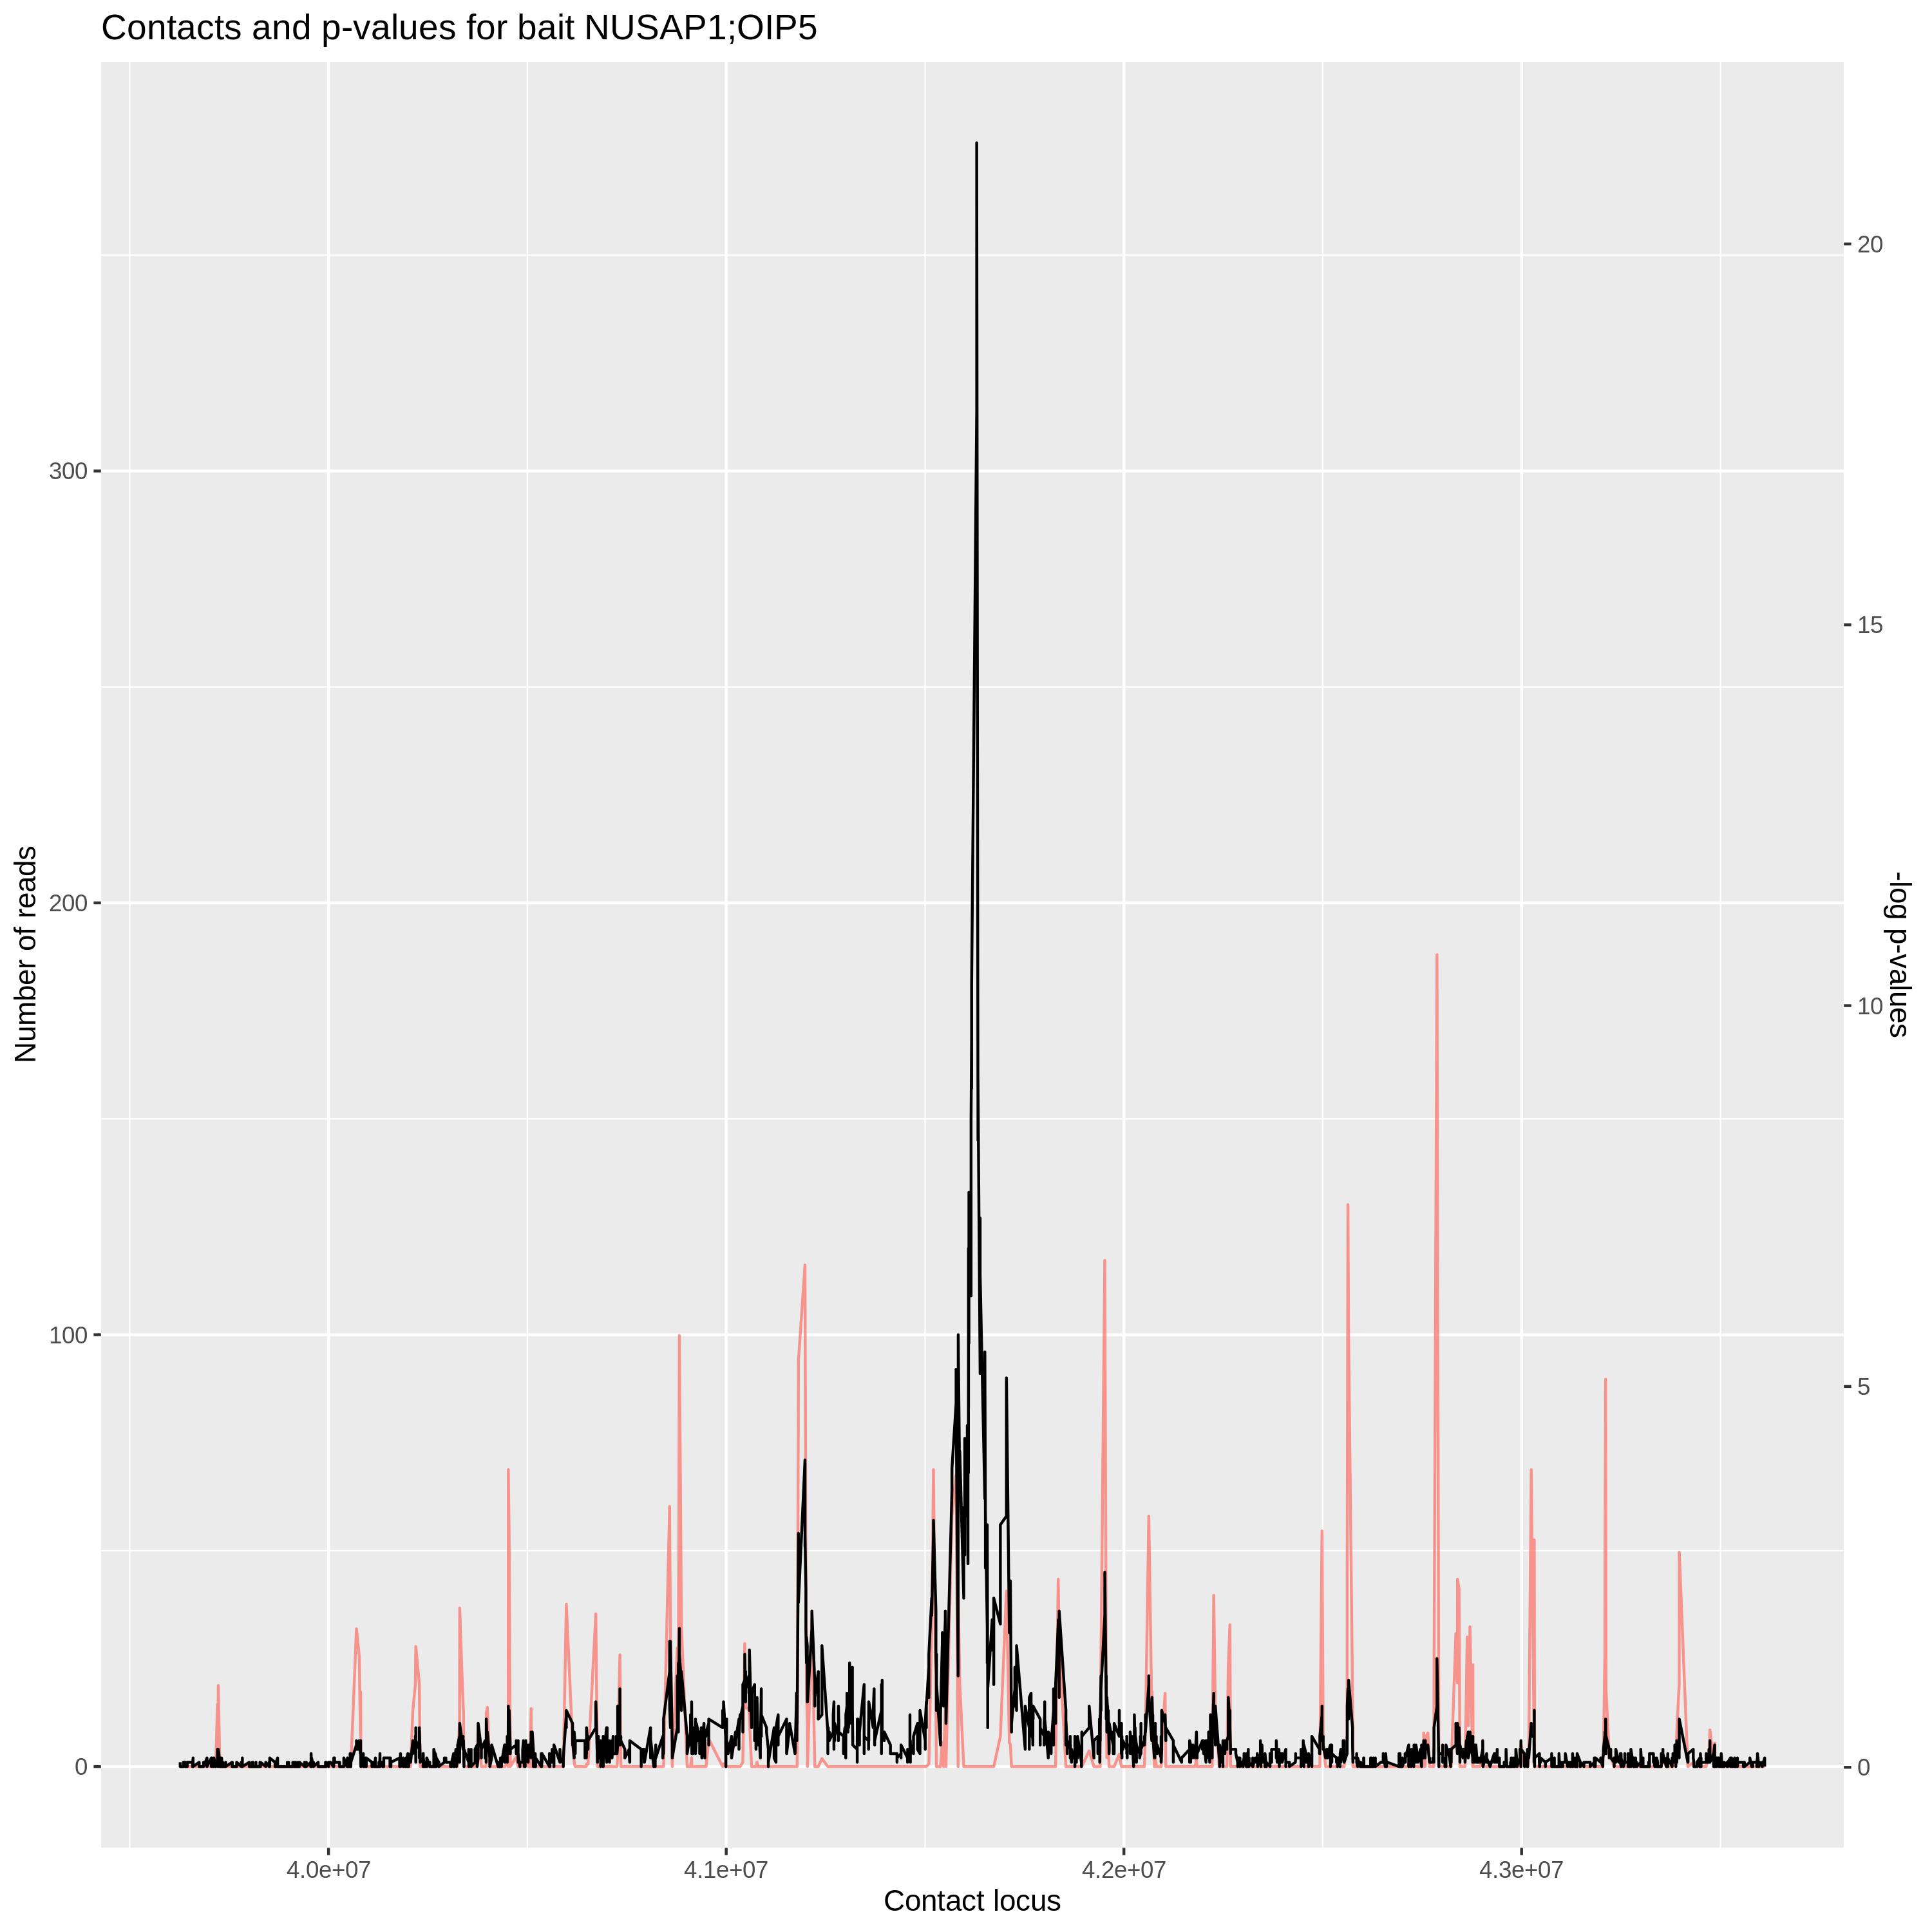 Contacts and p-values for bait NUSAP1;OIP5
Number of reads
300
200
100
0
20
15
10
5
0
-log p-values
4.0e+07
4.1e+07
4.2e+07
4.3e+07
Contact locus